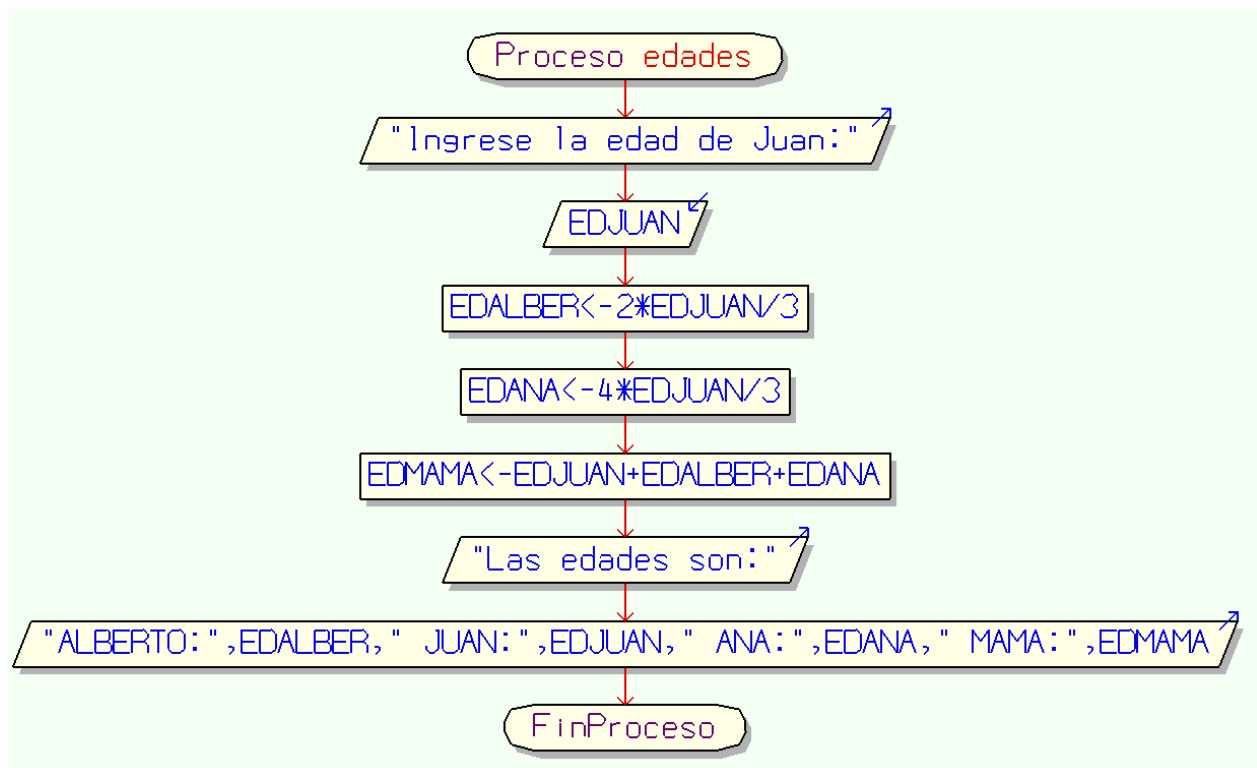 Proceso edades
"Ingrese la edad de Juan:"
EDJUAN
EDALBER<-2*EDJUAN/3
EDANA<-4*EDJUAN/3
EDMAMA<-EDJUAN+EDALBER+EDANA
"Las edades son:"
"ALBERTO:",EDALBER," JUAN:",EDJUAN," ANA:",EDANA," MAMA:",EDMAMA
FinProceso